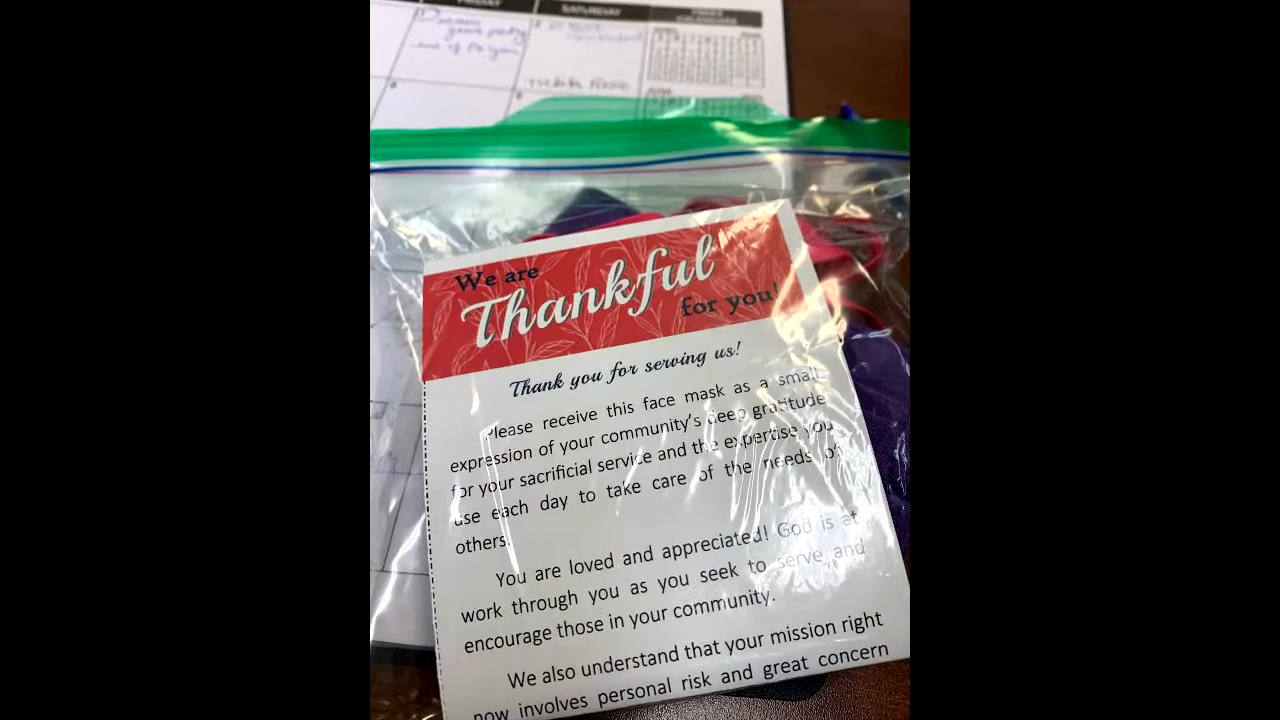 FRIDAY
SATURDAY
We are
Thankful
for you!
Thank you for serving us!
Please receive this face mask as a small
expression of your community's deep gratitude
for your sacrificial service and the expertise you
use each day to take care of the needs of
others.
You are loved and appreciated! God is at
work through you as you seek to serve and
encourage those in your community.
We also understand that your mission right
now involves personal risk and great concern